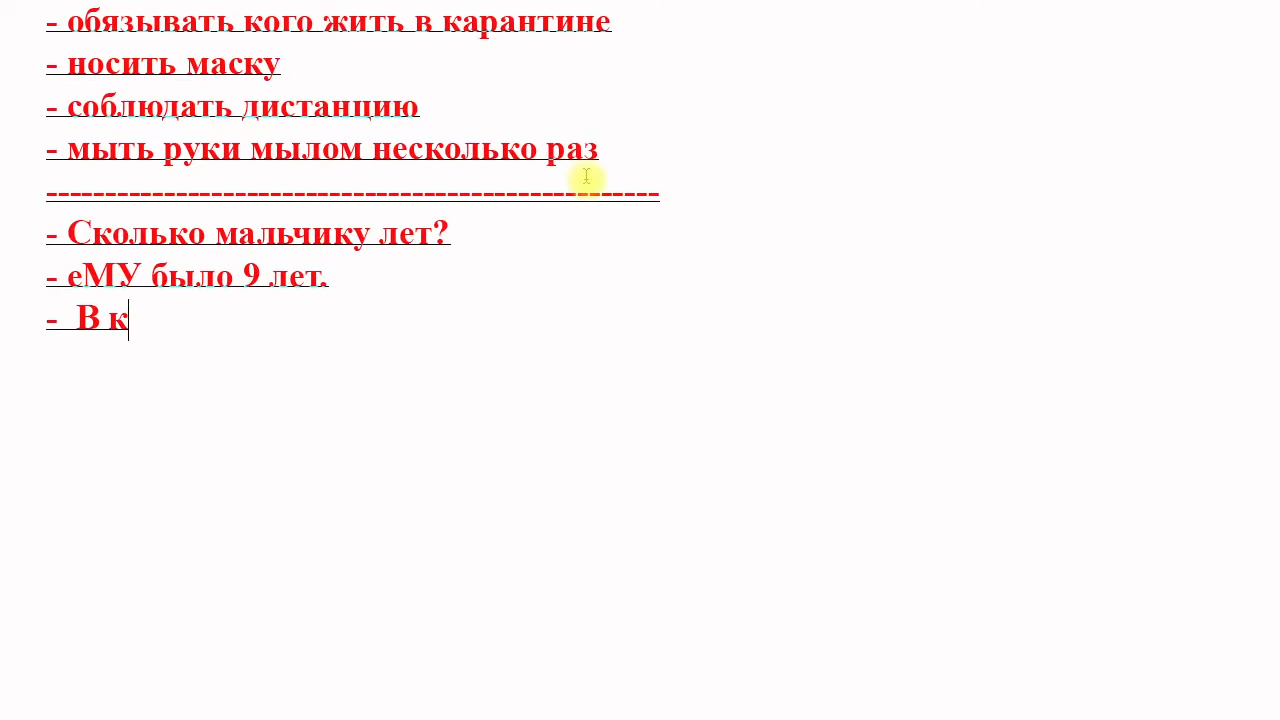 - обязывать кого жить в карантине
- носить маску
- соблюдать дистанцию
- мыть руки мылом несколько раз
----------------------------------------------------
- Сколько мальчику лет?
- еМУ было 9 лет.
-  В к